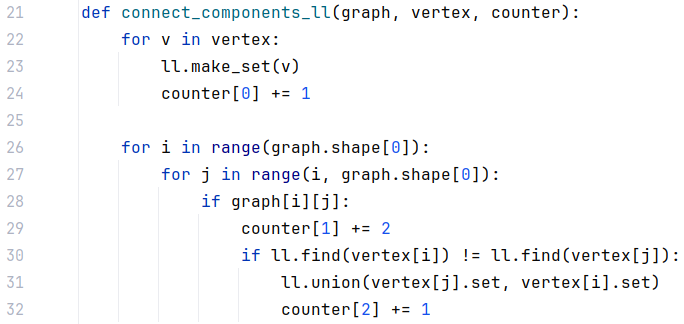 21 def connect_components_ll(graph, vertex, counter):
22 for v in vertex:
23 ll.make_set(v)
24 counter[0] += 1
25
26 for i in range(graph.shape[0]):
27 for j in range(i, graph.shape[0]):
28 if graph[i][j]:
29 counter[1] += 2
30 if ll.find(vertex[i]) != ll.find(vertex[j]):
31 ll.union(vertex[j].set, vertex[i].set)
32 counter[2] += 1